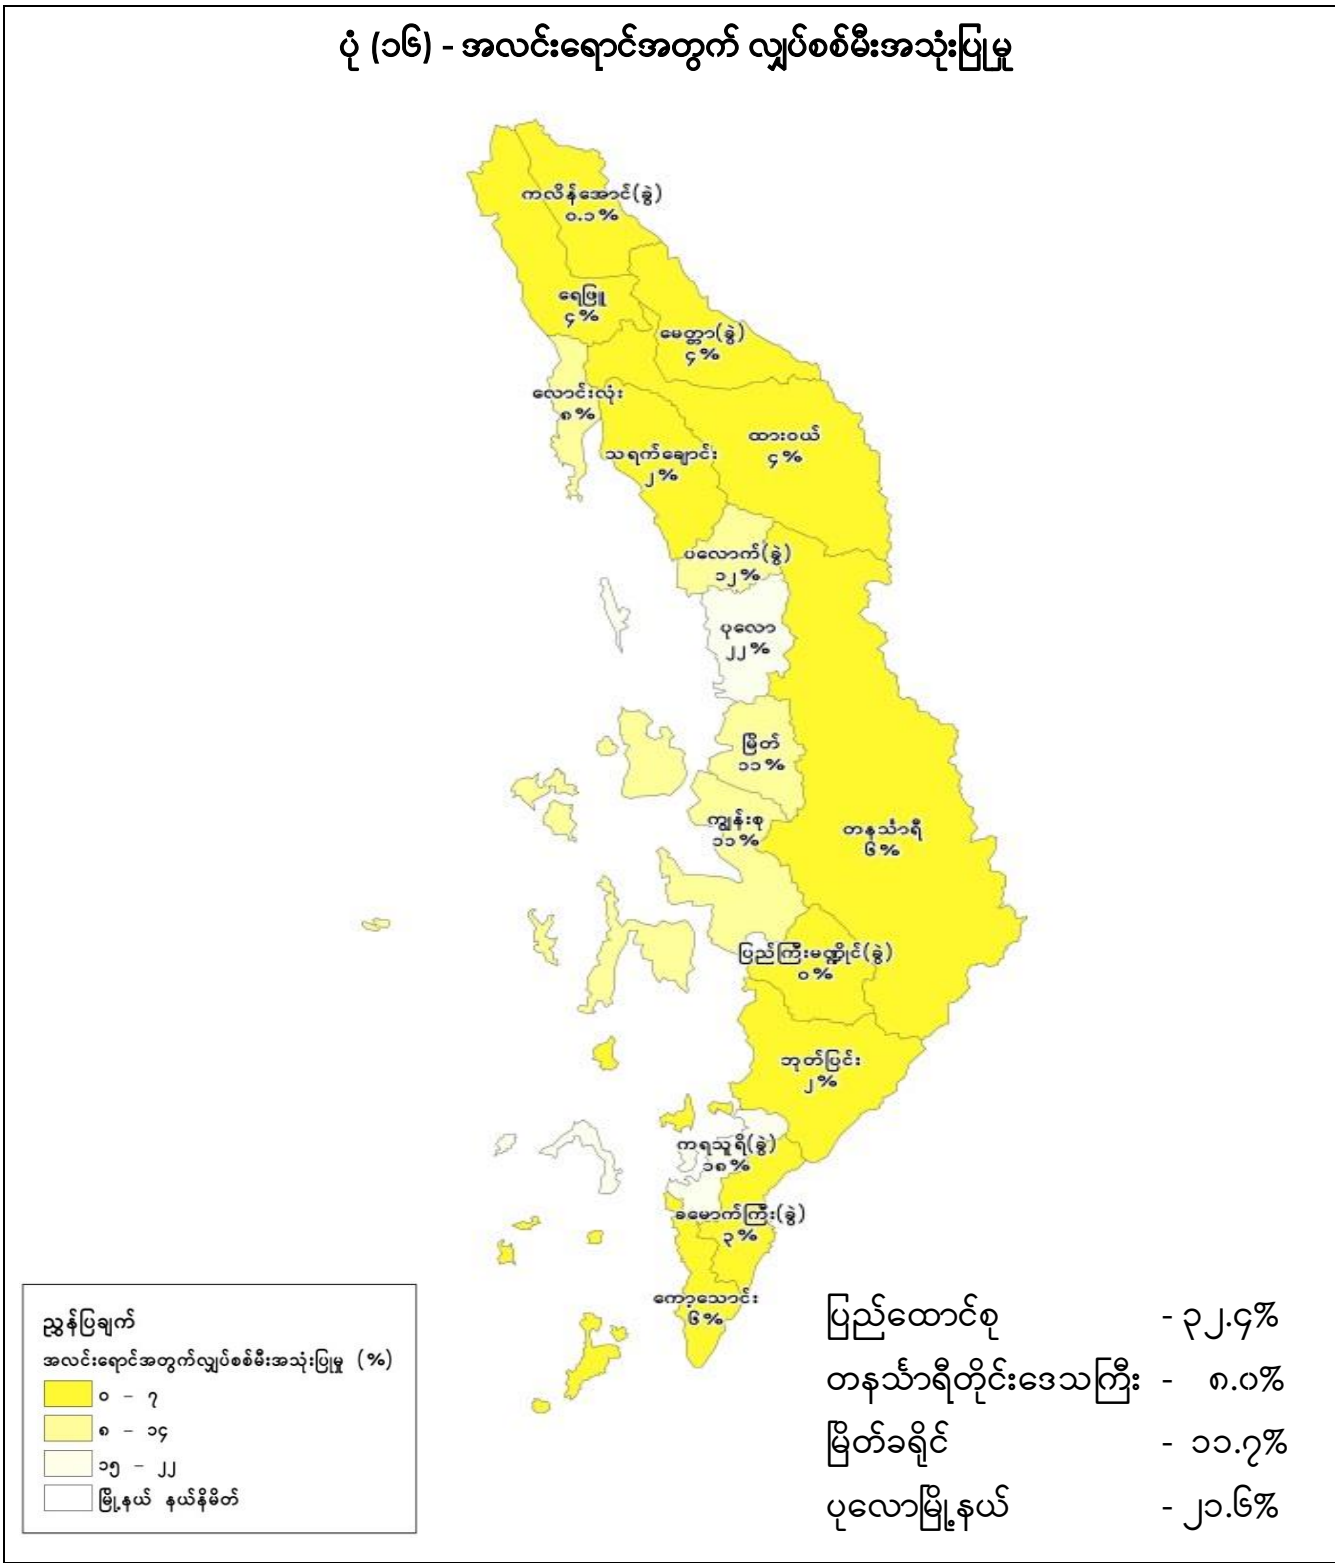 ပုံ (၁၆) - အလင်းရောင်အတွက် လျှပ်စစ်မီးအသုံးပြုမှု
ကလိန်အောင်(ခွဲ)
၀.၁%
ရေဖြူ
၄%
မေတ္တာ(ခွဲ)
၄%
လောင်းလုံး
၈%
ထားဝယ်
၄%
သရက်ချောင်း
၂%
ပလောက်(ခွဲ)
၁၂%
ပုလော
၂၂%
မြိတ်
၁၁%
ကျွန်းစု
၁၁%
တနင်္သာရီ
၆%
ပြည်ကြီးမဏ္ဍိုင်(ခွဲ)
၀%
ဘုတ်ပြင်း
၂%
ကရသူရိ(ခွဲ)
၁၈%
ခမောက်ကြီး(ခွဲ)
၃%
ကော့သောင်း
၆%
ညွှန်ပြချက်
အလင်းရောင်အတွက်လျှပ်စစ်မီးအသုံးပြုမှု (%)
၀ - ၇
၈ - ၁၄
၁၅ - ၂၂
မြို့နယ် နယ်နိမိတ်
ပြည်ထောင်စု - ၃၂.၄%
တနင်္သာရီတိုင်းဒေသကြီး - ၈.၀%
မြိတ်ခရိုင် - ၁၁.၇%
ပုလောမြို့နယ် - ၂၁.၆%